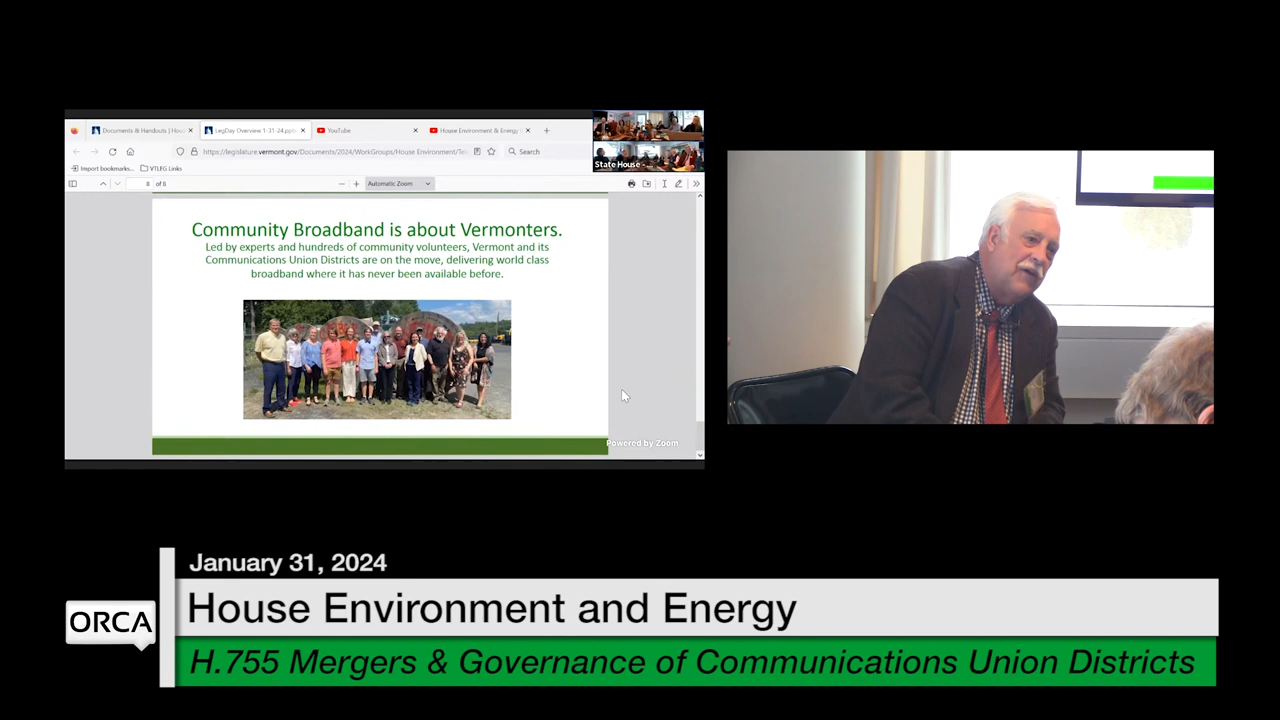 Documents & Handouts | Hou
LegDay Overview 1-31-24.ppt
YouTube
House Environment & Energy
https://legislature.vermont.gov/Documents/2024/WorkGroups/House Environment/Te
Search
Import bookmarks...
VTLFG Links
8 of 8
Automatic Zoom
State House -
Community Broadband is about Vermonters.
Led by experts and hundreds of community volunteers, Vermont and its
Communications Union Districts are on the move, delivering world class
broadband where it has never been available before.
Powered by Zoom
January 31, 2024
House Environment and Energy
ORCA
H.755 Mergers & Governance of Communications Union Districts